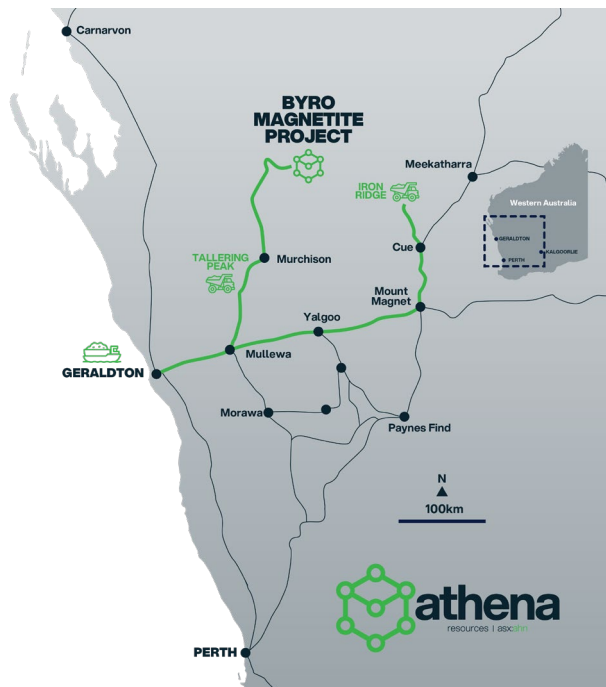 Carnarvon
BYRO
MAGNETITE
PROJECT
Meekatharra
IRON
RIDGE
Western Australia
GERALDTON
KALGOORLIE
PERTH
Cue
TALLERING
PEAK
Murchison
Mount
Magnet
Yalgoo
Mullewa
GERALDTON
Morawa
Paynes Find
N
100km
athena
resources | asx:ahn
PERTH